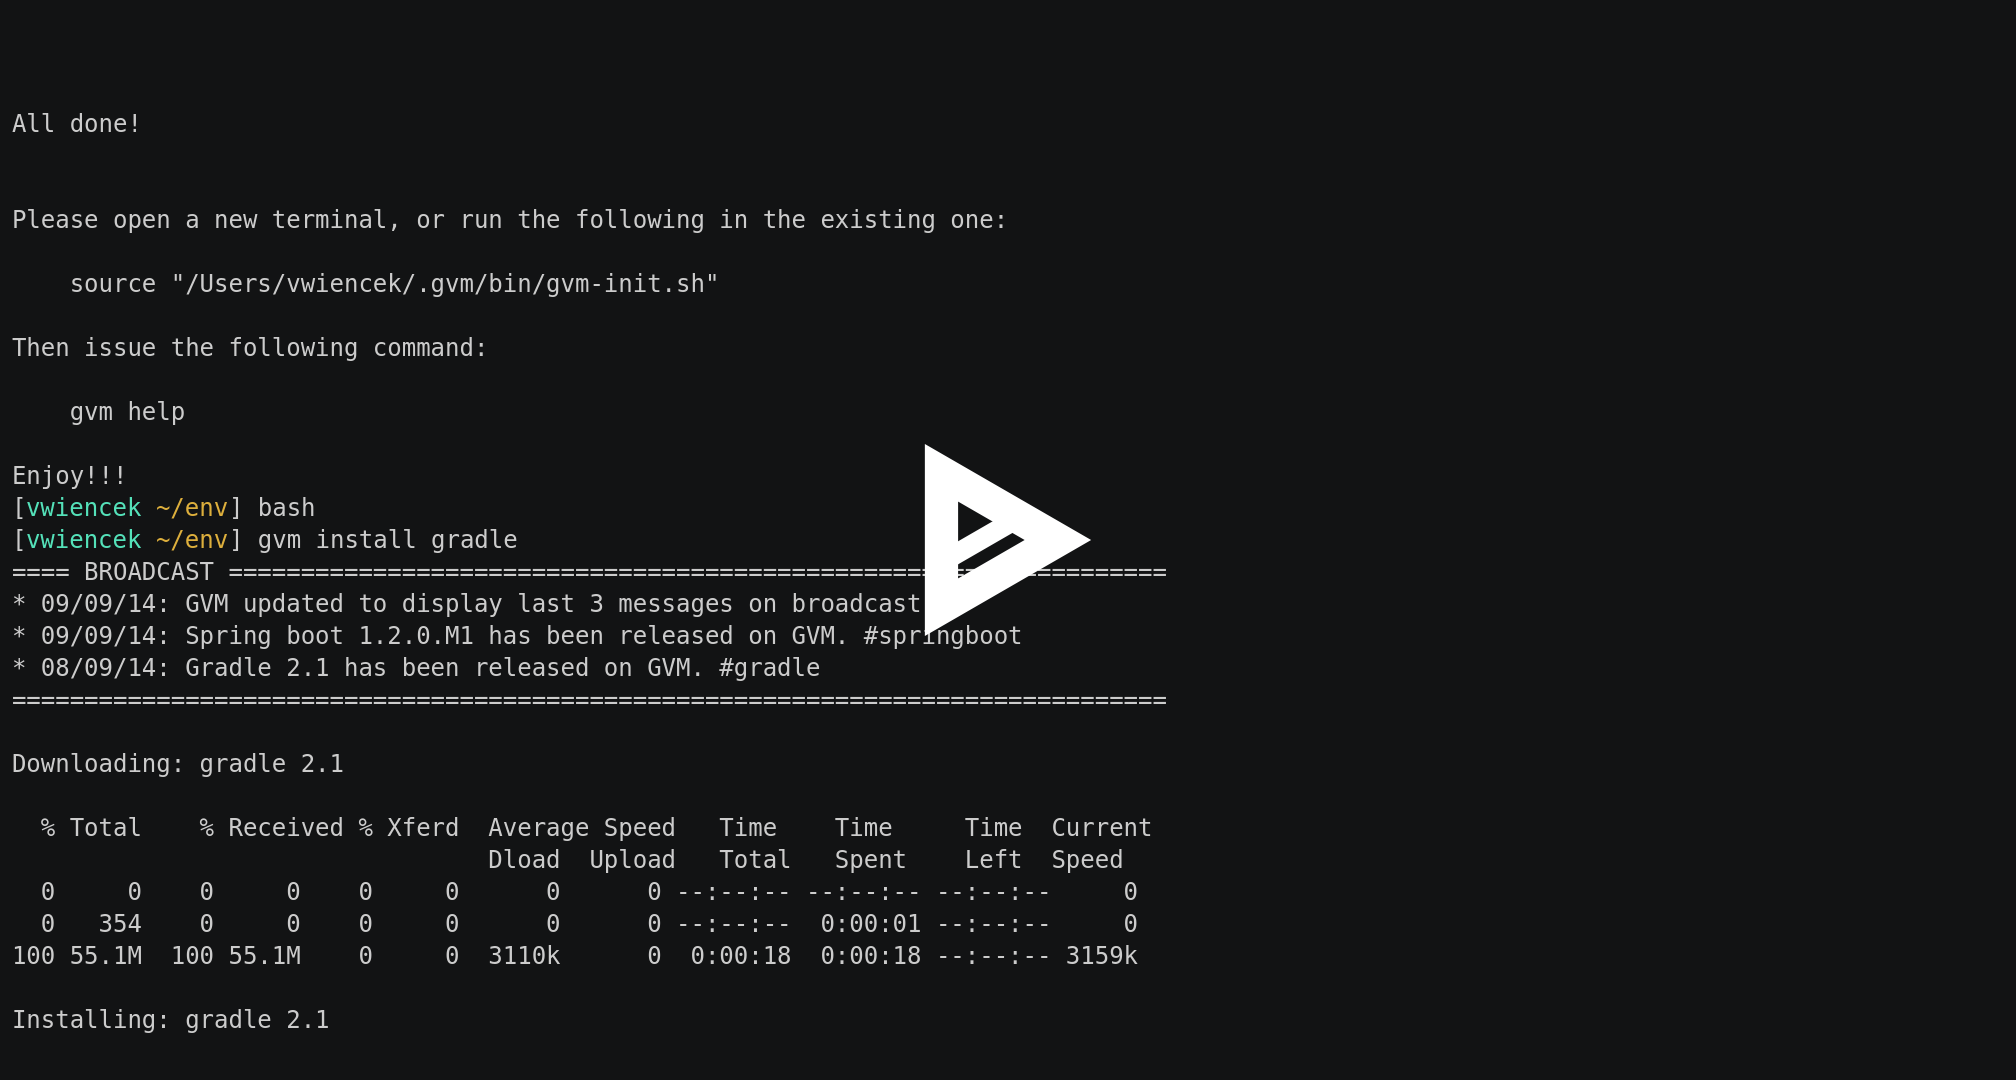 All done!
Please open a new terminal, or run the following in the existing one:
source "/Users/vwiencek/.gvm/bin/gvm-init.sh"
Then issue the following command:
gvm help
Enjoy!!!
[vwiencek ~/env] bash
[vwiencek ~/env] gvm install gradle
==== BROADCAST =================================================================
* 09/09/14: GVM updated to display last 3 messages on broadcast
* 09/09/14: Spring boot 1.2.0.M1 has been released on GVM. #springboot
* 08/09/14: Gradle 2.1 has been released on GVM. #gradle
================================================================================
Downloading: gradle 2.1
  % Total    % Received % Xferd  Average Speed   Time    Time     Time  Current
                                 Dload  Upload   Total   Spent    Left  Speed
  0     0    0     0    0     0      0      0 --:--:-- --:--:-- --:--:--     0
  0   354    0     0    0     0      0      0 --:--:--  0:00:01 --:--:--     0
100 55.1M  100 55.1M    0     0  3110k      0  0:00:18  0:00:18 --:--:-- 3159k
Installing: gradle 2.1